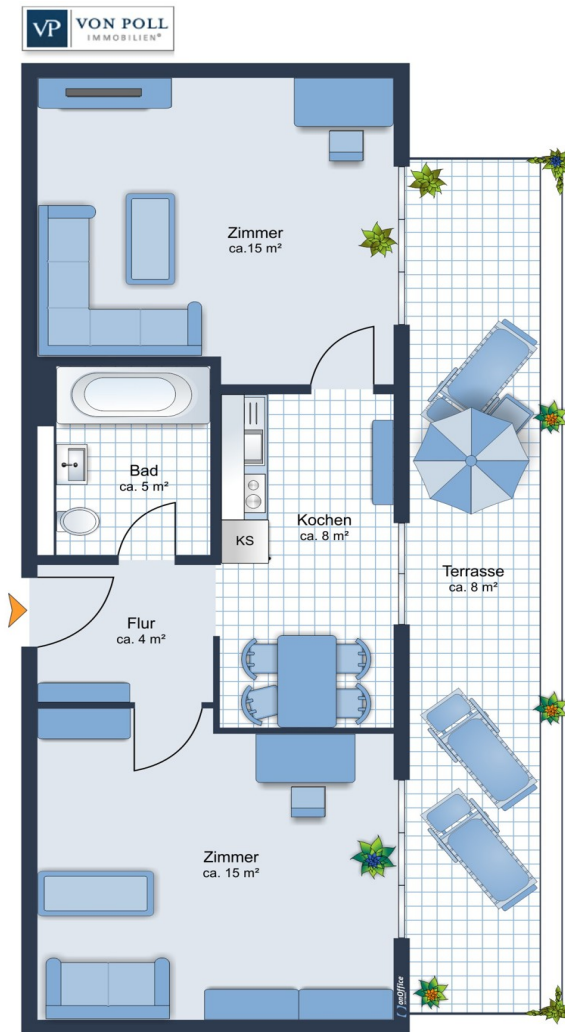 VP VON POLL
IMMOBILIEN®
Zimmer
ca.15 m²
Bad
ca. 5 m²
Kochen
ca. 8 m²
KS
Terrasse
ca. 8 m²
Flur
ca. 4 m²
Zimmer
ca. 15 m²
onOffice